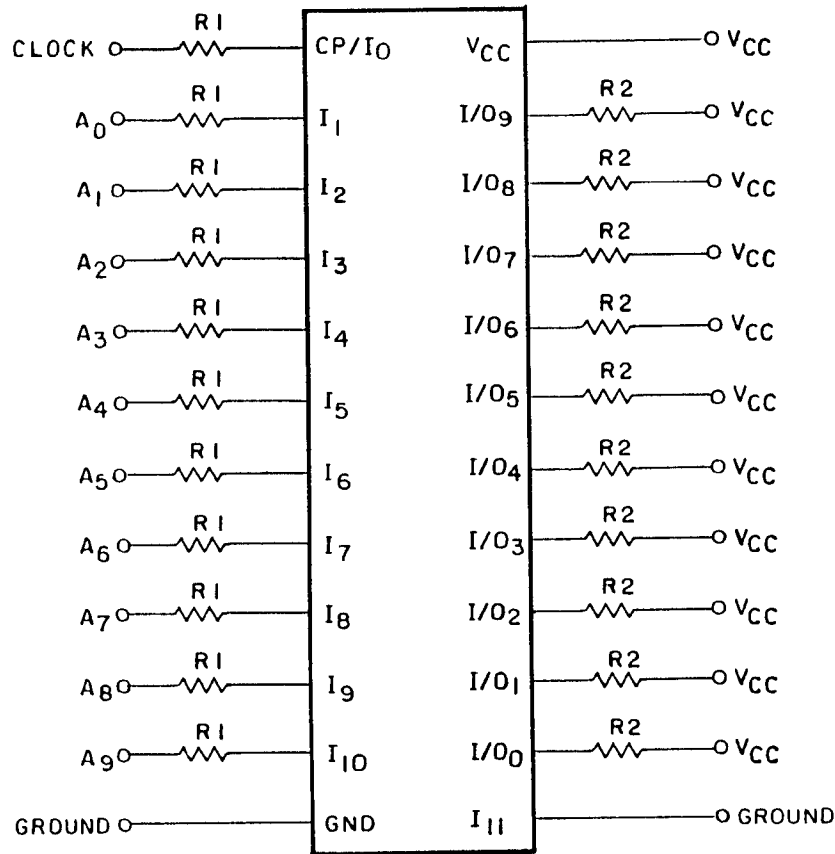 R1 R2
CLOCK CP/I0 VCC VCC
R1 R2
A0 I1 I/O9 VCC
R1 R2
A1 I2 I/O8 VCC
R1 R2
A2 I3 I/O7 VCC
R1 R2
A3 I4 I/O6 VCC
R1 R2
A4 I5 I/O5 VCC
R1 R2
A5 I6 I/O4 VCC
R1 R2
A6 I7 I/O3 VCC
R1 R2
A7 I8 I/O2 VCC
R1 R2
A8 I9 I/O1 VCC
R1
A9 I10 I/O0 VCC
GROUND GND I11 GROUND